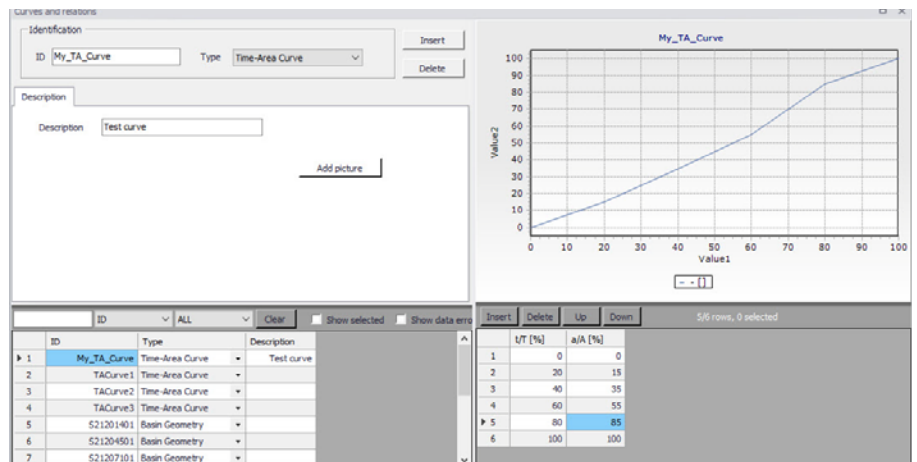 Curves and relations
Identification
ID My_TA_Curve Type Time-Area Curve
Insert
Delete
Description
Description Test curve
Add picture
My_TA_Curve
Value2
100
90
80
70
60
50
40
30
20
10
0
0 10 20 30 40 50 60 70 80 90 100
Value1
- - []
ID ALL Clear Show selected Show data erro
ID Type Description
1 My_TA_Curve Time-Area Curve Test curve
2 TACurve1 Time-Area Curve
3 TACurve2 Time-Area Curve
4 TACurve3 Time-Area Curve
5 S21201401 Basin Geometry
6 S21204501 Basin Geometry
7 S21207101 Basin Geometry
Insert Delete Up Down 5/6 rows, 0 selected
t/T [%] a/A [%]
1 0 0
2 20 15
3 40 35
4 60 55
5 80 85
6 100 100